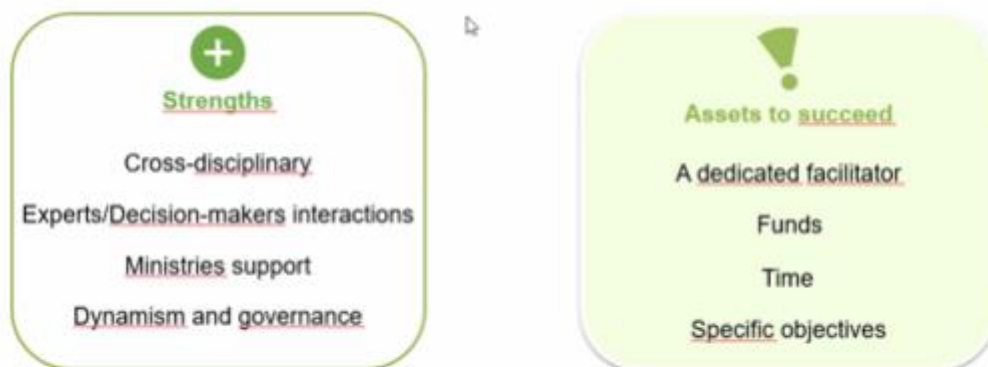 Strengths
Cross-disciplinary
Experts/Decision-makers interactions
Ministries support
Dynamism and governance
Assets to succeed
A dedicated facilitator
Funds
Time
Specific objectives